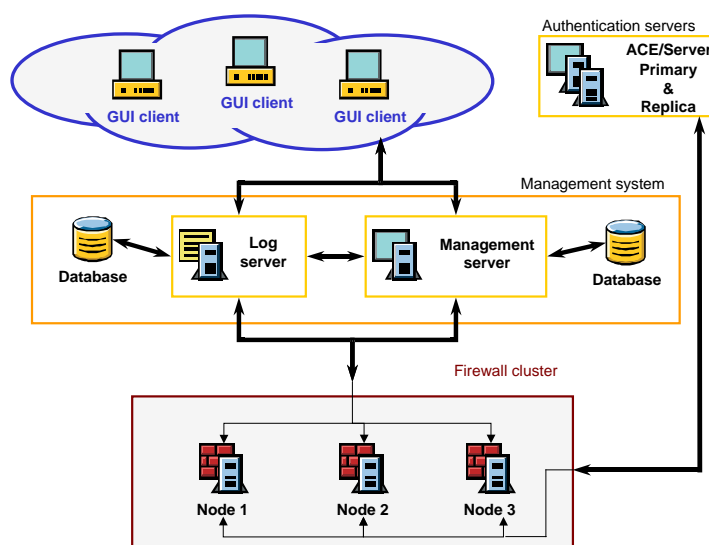 Authentication servers
ACE/Server
Primary
&
Replica
GUI client
GUI client
GUI client
Management system
Log
server
Management
server
Database
Database
Firewall cluster
Node 1
Node 2
Node 3